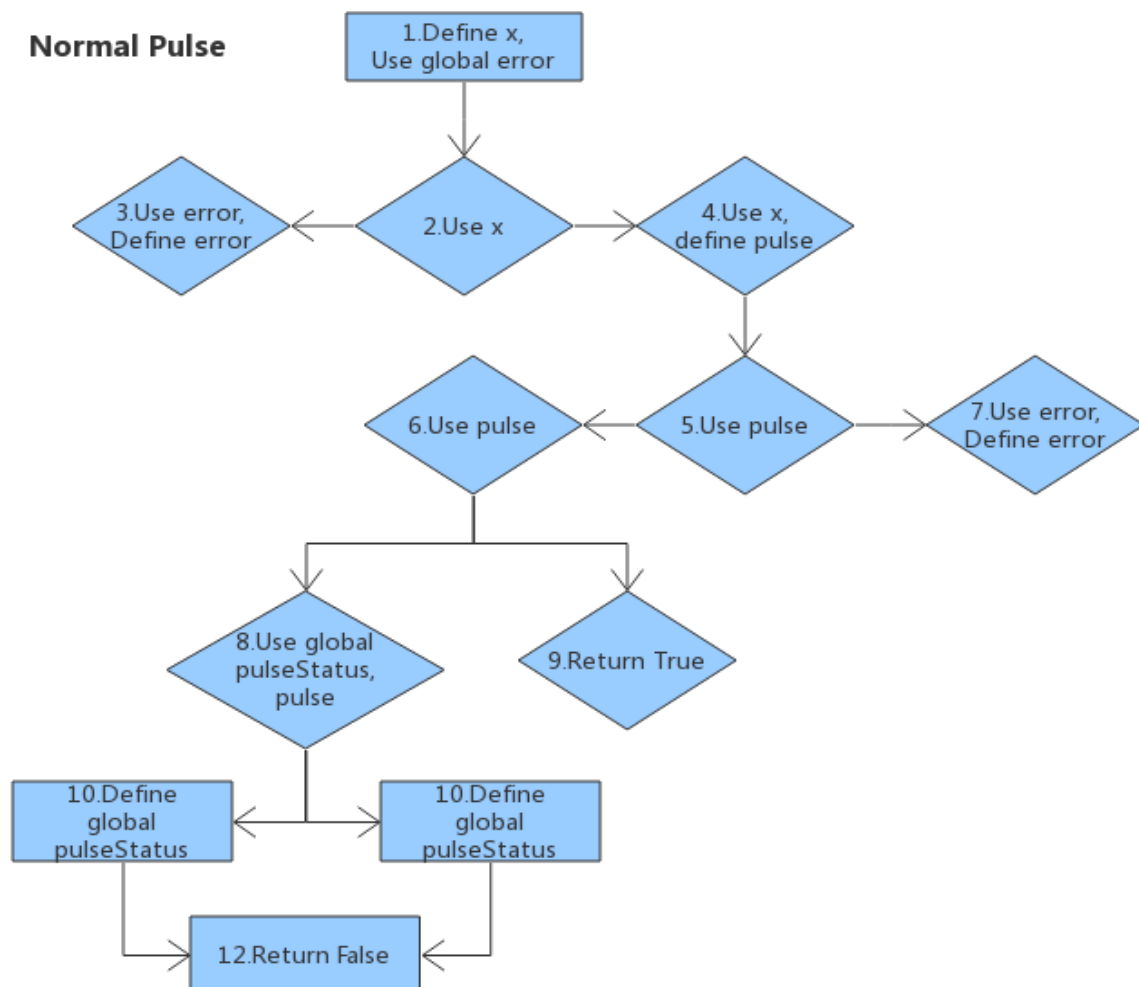 Normal Pulse
1.Define x,
Use global error
3.Use error,
Define error
2.Use x
4.Use x,
define pulse
6.Use pulse
5.Use pulse
7.Use error,
Define error
8.Use global
pulseStatus,
pulse
9.Return True
10.Define
global
pulseStatus
10.Define
global
pulseStatus
12.Return False